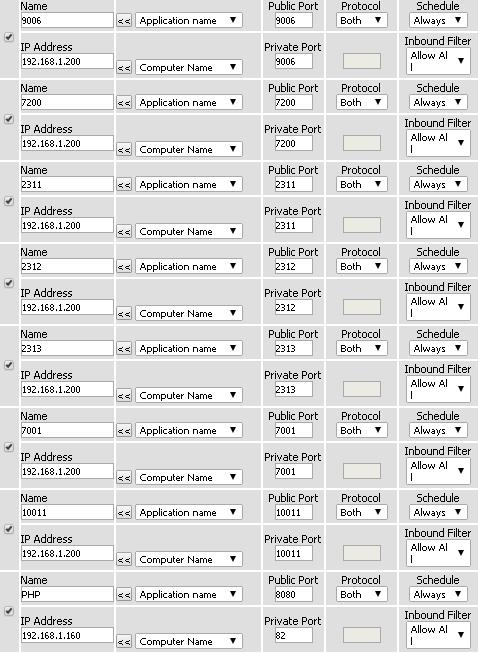 Name Public Port Protocol Schedule
9006 << Application name ▼ 9006 Both ▼ Always ▼
IP Address Private Port Inbound Filter
192.168.1.200 << Computer Name ▼ 9006 Allow Al
l ▼
Name Public Port Protocol Schedule
7200 << Application name ▼ 7200 Both ▼ Always ▼
IP Address Private Port Inbound Filter
192.168.1.200 << Computer Name ▼ 7200 Allow Al
l ▼
Name Public Port Protocol Schedule
2311 << Application name ▼ 2311 Both ▼ Always ▼
IP Address Private Port Inbound Filter
192.168.1.200 << Computer Name ▼ 2311 Allow Al
l ▼
Name Public Port Protocol Schedule
2312 << Application name ▼ 2312 Both ▼ Always ▼
IP Address Private Port Inbound Filter
192.168.1.200 << Computer Name ▼ 2312 Allow Al
l ▼
Name Public Port Protocol Schedule
2313 << Application name ▼ 2313 Both ▼ Always ▼
IP Address Private Port Inbound Filter
192.168.1.200 << Computer Name ▼ 2313 Allow Al
l ▼
Name Public Port Protocol Schedule
7001 << Application name ▼ 7001 Both ▼ Always ▼
IP Address Private Port Inbound Filter
192.168.1.200 << Computer Name ▼ 7001 Allow Al
l ▼
Name Public Port Protocol Schedule
10011 << Application name ▼ 10011 Both ▼ Always ▼
IP Address Private Port Inbound Filter
192.168.1.200 << Computer Name ▼ 10011 Allow Al
l ▼
Name Public Port Protocol Schedule
PHP << Application name ▼ 8080 Both ▼ Always ▼
IP Address Private Port Inbound Filter
192.168.1.160 << Computer Name ▼ 82 Allow Al
l ▼